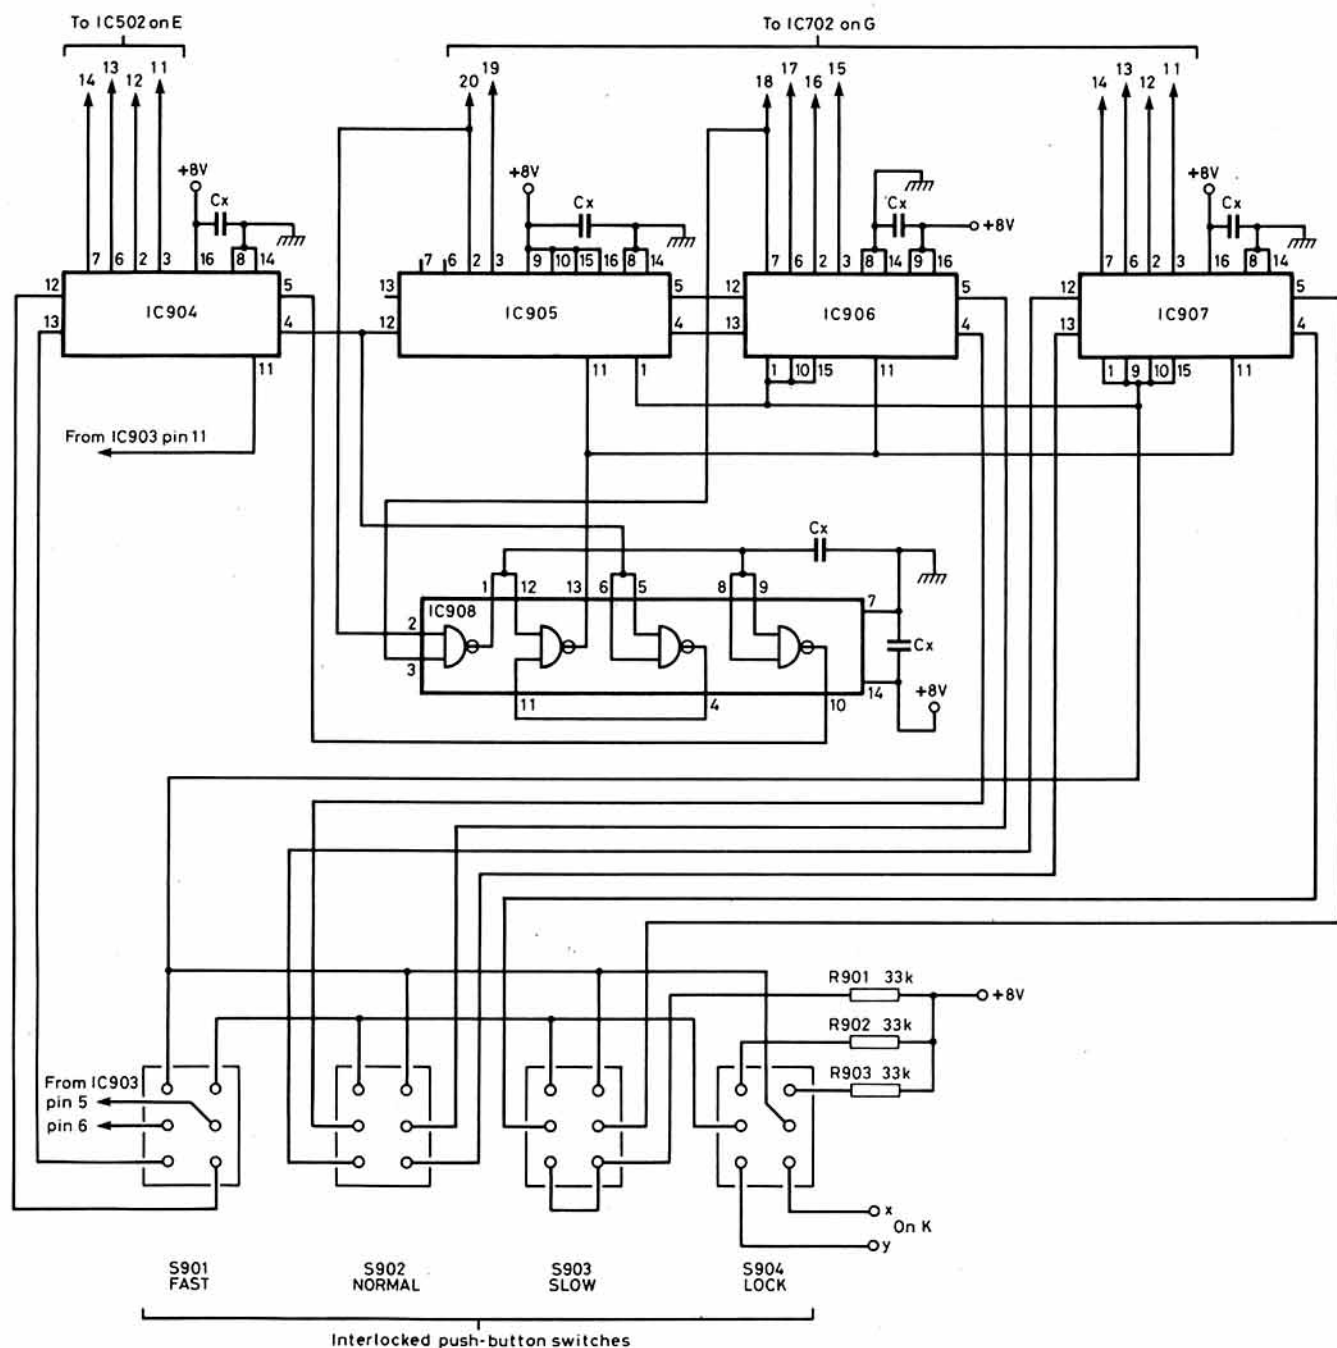 To IC502 on E
To IC702 on G
14 13 12 11
20 19
18 17 16 15
14 13 12 11
+8V Cx
+8V Cx
Cx +8V
+8V Cx
7 6 2 3 16 8 14
7 6 2 3 9 10 15 16 8 14
7 6 2 3 8 14 9 16
7 6 2 3 16 8 14
12 IC904 5
13 4
11
13 IC905 5
12 4
11 1
12 IC906 5
13 4
1 10 15 11
12 IC907 5
13 4
1 9 10 15 11
From IC903 pin 11
Cx
1 12 13 6 5 8 9
IC908 7
2
3
Cx
14 +8V
11 4 10
R901 33k
+8V
R902 33k
R903 33k
From IC903
pin 5
pin 6
x
On K
y
S901
FAST
S902
NORMAL
S903
SLOW
S904
LOCK
Interlocked push-button switches